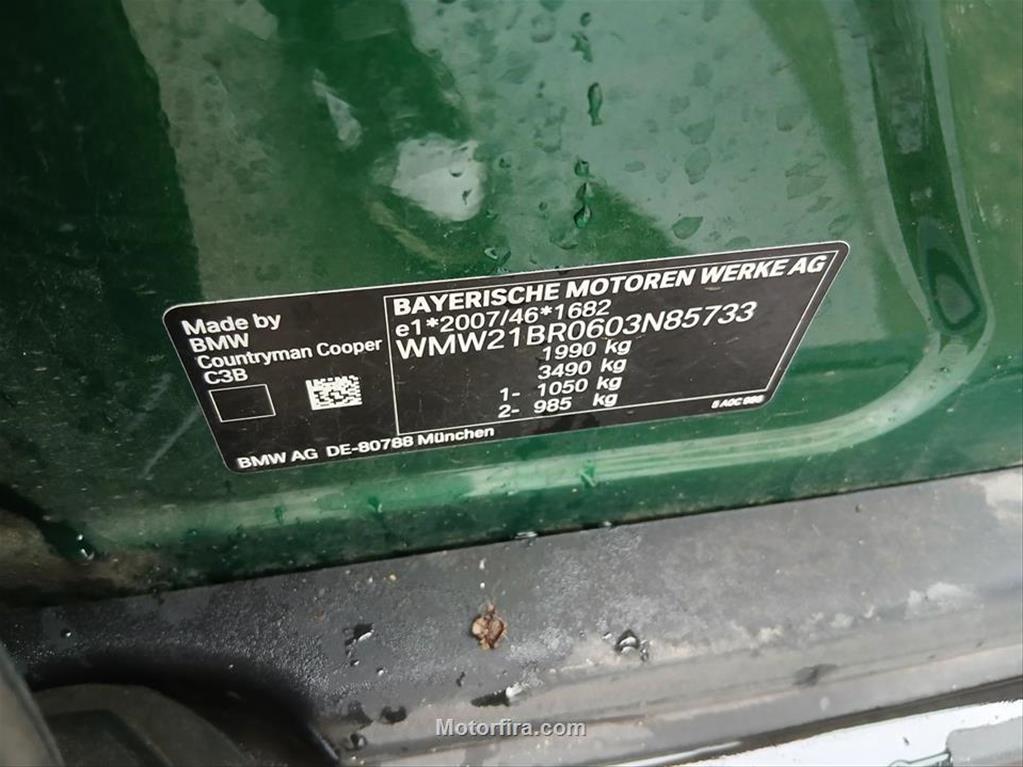 Made by
BMW
Countryman Cooper
C3B
BAYERISCHE MOTOREN WERKE AG
e1*2007/46*1682
WMW21BR0603N85733
1990 kg
3490 kg
1- 1050 kg
2- 985 kg
BMW AG DE-80788 München
Motorfira.com